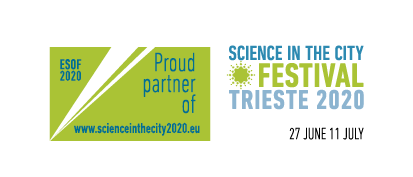 ESOF
2020
Proud
partner
of
www.scienceinthecity2020.eu
SCIENCE IN THE CITY
FESTIVAL
TRIESTE 2020
27 JUNE 11 JULY